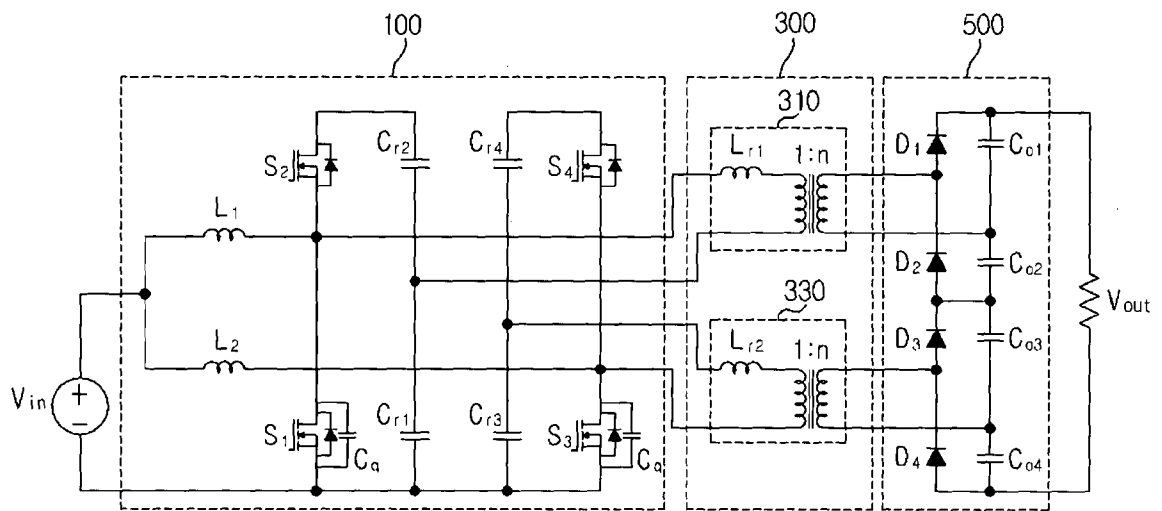 100
300
500
310
S2
Cr2
Cr4
S4
Lr1
1:n
D1
Co1
L1
D2
Co2
330
Vout
L2
Lr2
1:n
D3
Co3
Vin
S1
Cr1
Cr3
S3
Ca
Ca
D4
Co4